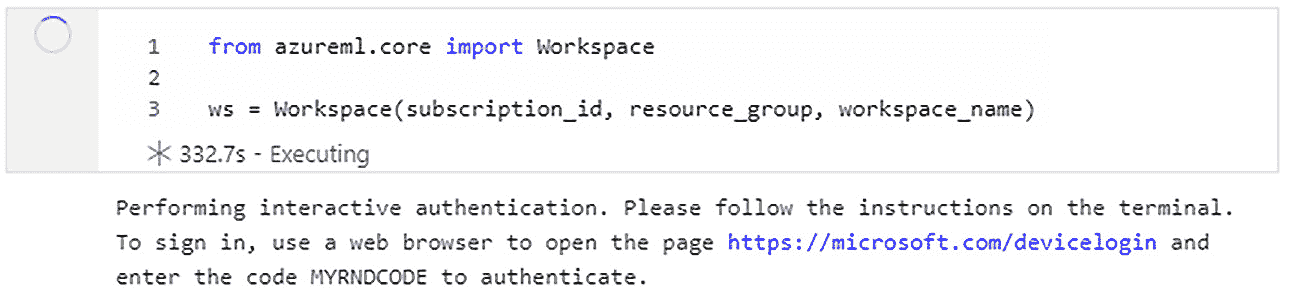 1 from azureml.core import Workspace
2
3 ws = Workspace(subscription_id, resource_group, workspace_name)
332.7s - Executing
Performing interactive authentication. Please follow the instructions on the terminal.
To sign in, use a web browser to open the page https://microsoft.com/devicelogin and
enter the code MYRNDCODE to authenticate.